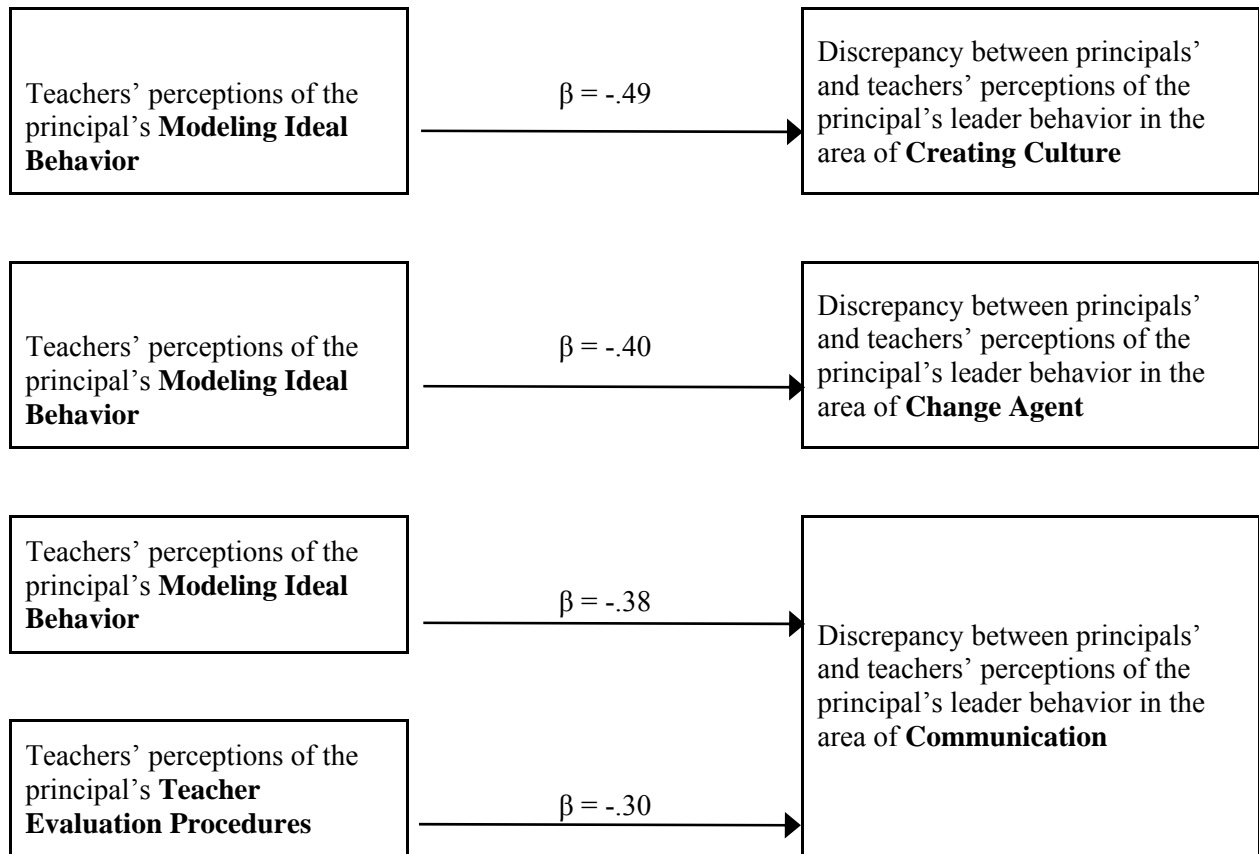 Teachers’ perceptions of the
principal’s Modeling Ideal
Behavior
β = -.49
Discrepancy between principals’
and teachers’ perceptions of the
principal’s leader behavior in the
area of Creating Culture
Teachers’ perceptions of the
principal’s Modeling Ideal
Behavior
β = -.40
Discrepancy between principals’
and teachers’ perceptions of the
principal’s leader behavior in the
area of Change Agent
Teachers’ perceptions of the
principal’s Modeling Ideal
Behavior
β = -.38
Teachers’ perceptions of the
principal’s Teacher
Evaluation Procedures
β = -.30
Discrepancy between principals’
and teachers’ perceptions of the
principal’s leader behavior in the
area of Communication